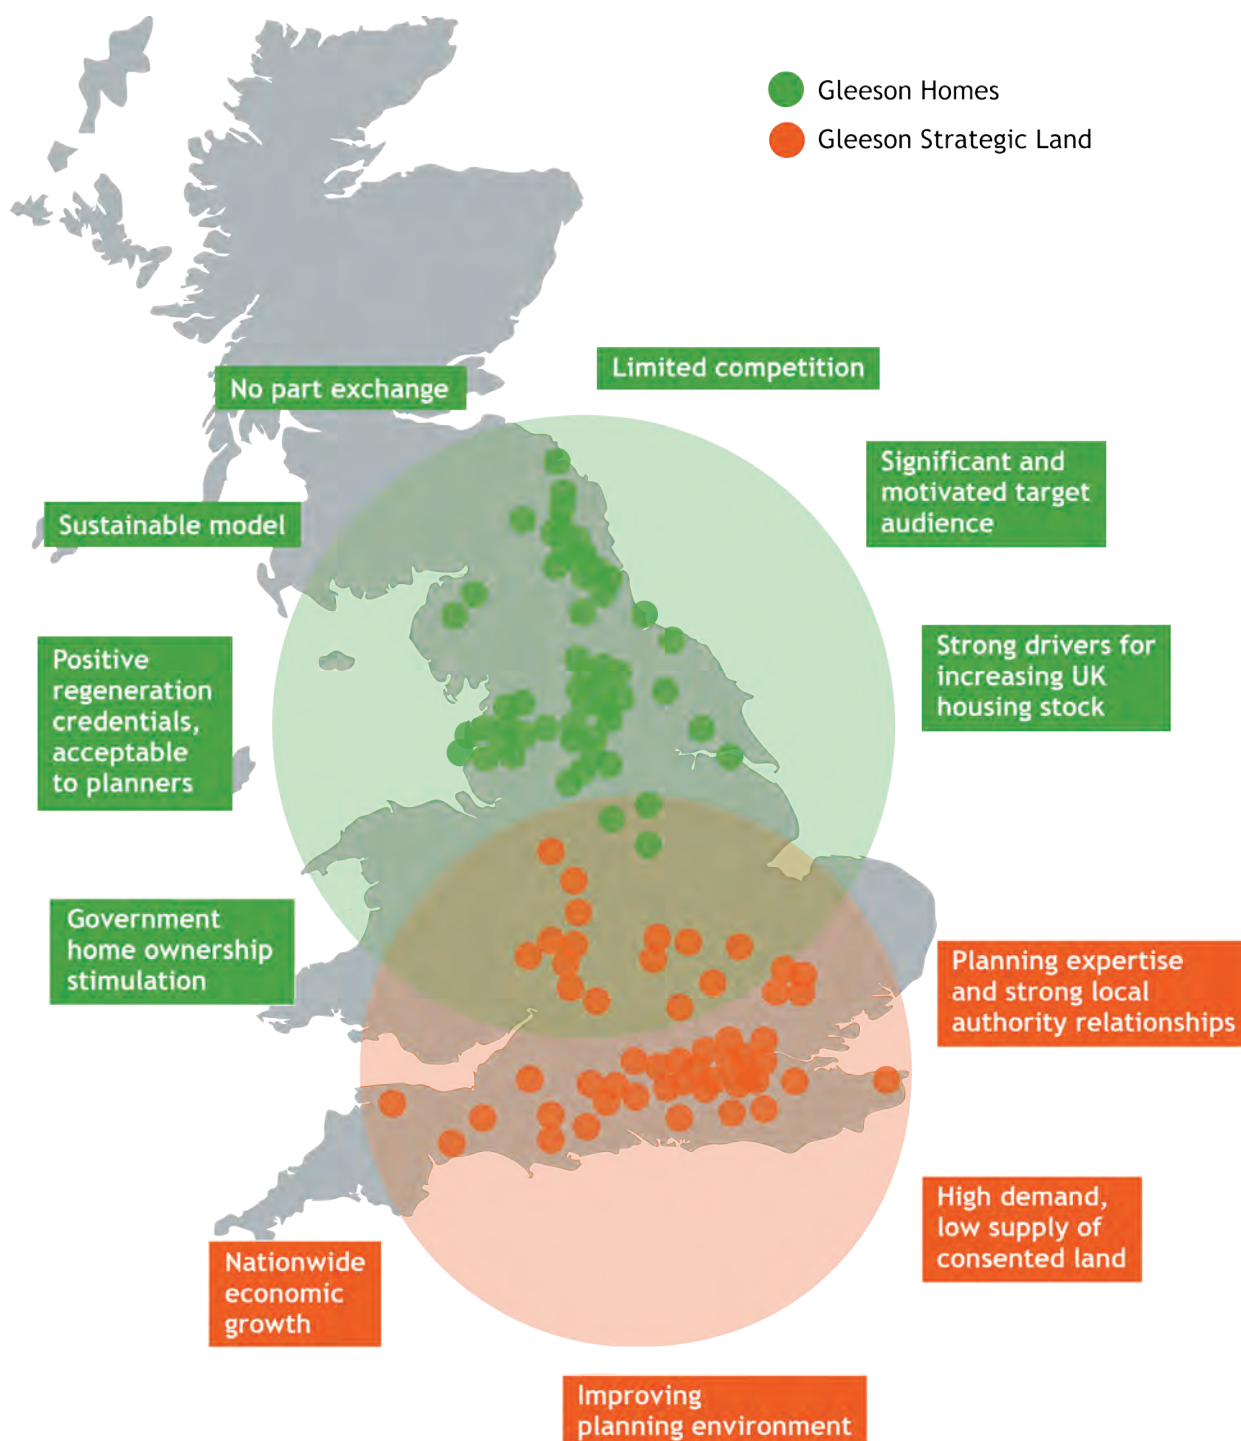 Gleeson Homes
Gleeson Strategic Land
Limited competition
No part exchange
Significant and
motivated target
audience
Sustainable model
Strong drivers for
increasing UK
housing stock
Positive
regeneration
credentials,
acceptable
to planners
Government
home ownership
stimulation
Planning expertise
and strong local
authority relationships
High demand,
low supply of
consented land
Nationwide
economic
growth
Improving
planning environment